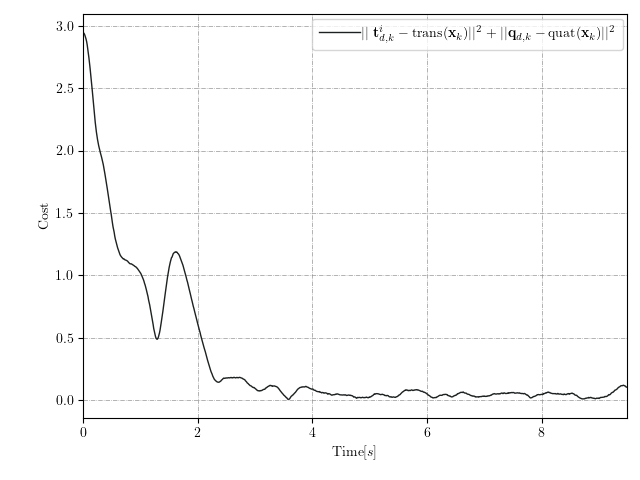 || t^i_{d,k} − trans(x_k)||^2 + ||q_{d,k} − quat(x_k)||^2
3.0
2.5
2.0
1.5
1.0
0.5
0.0
Cost
0 2 4 6 8
Time[s]